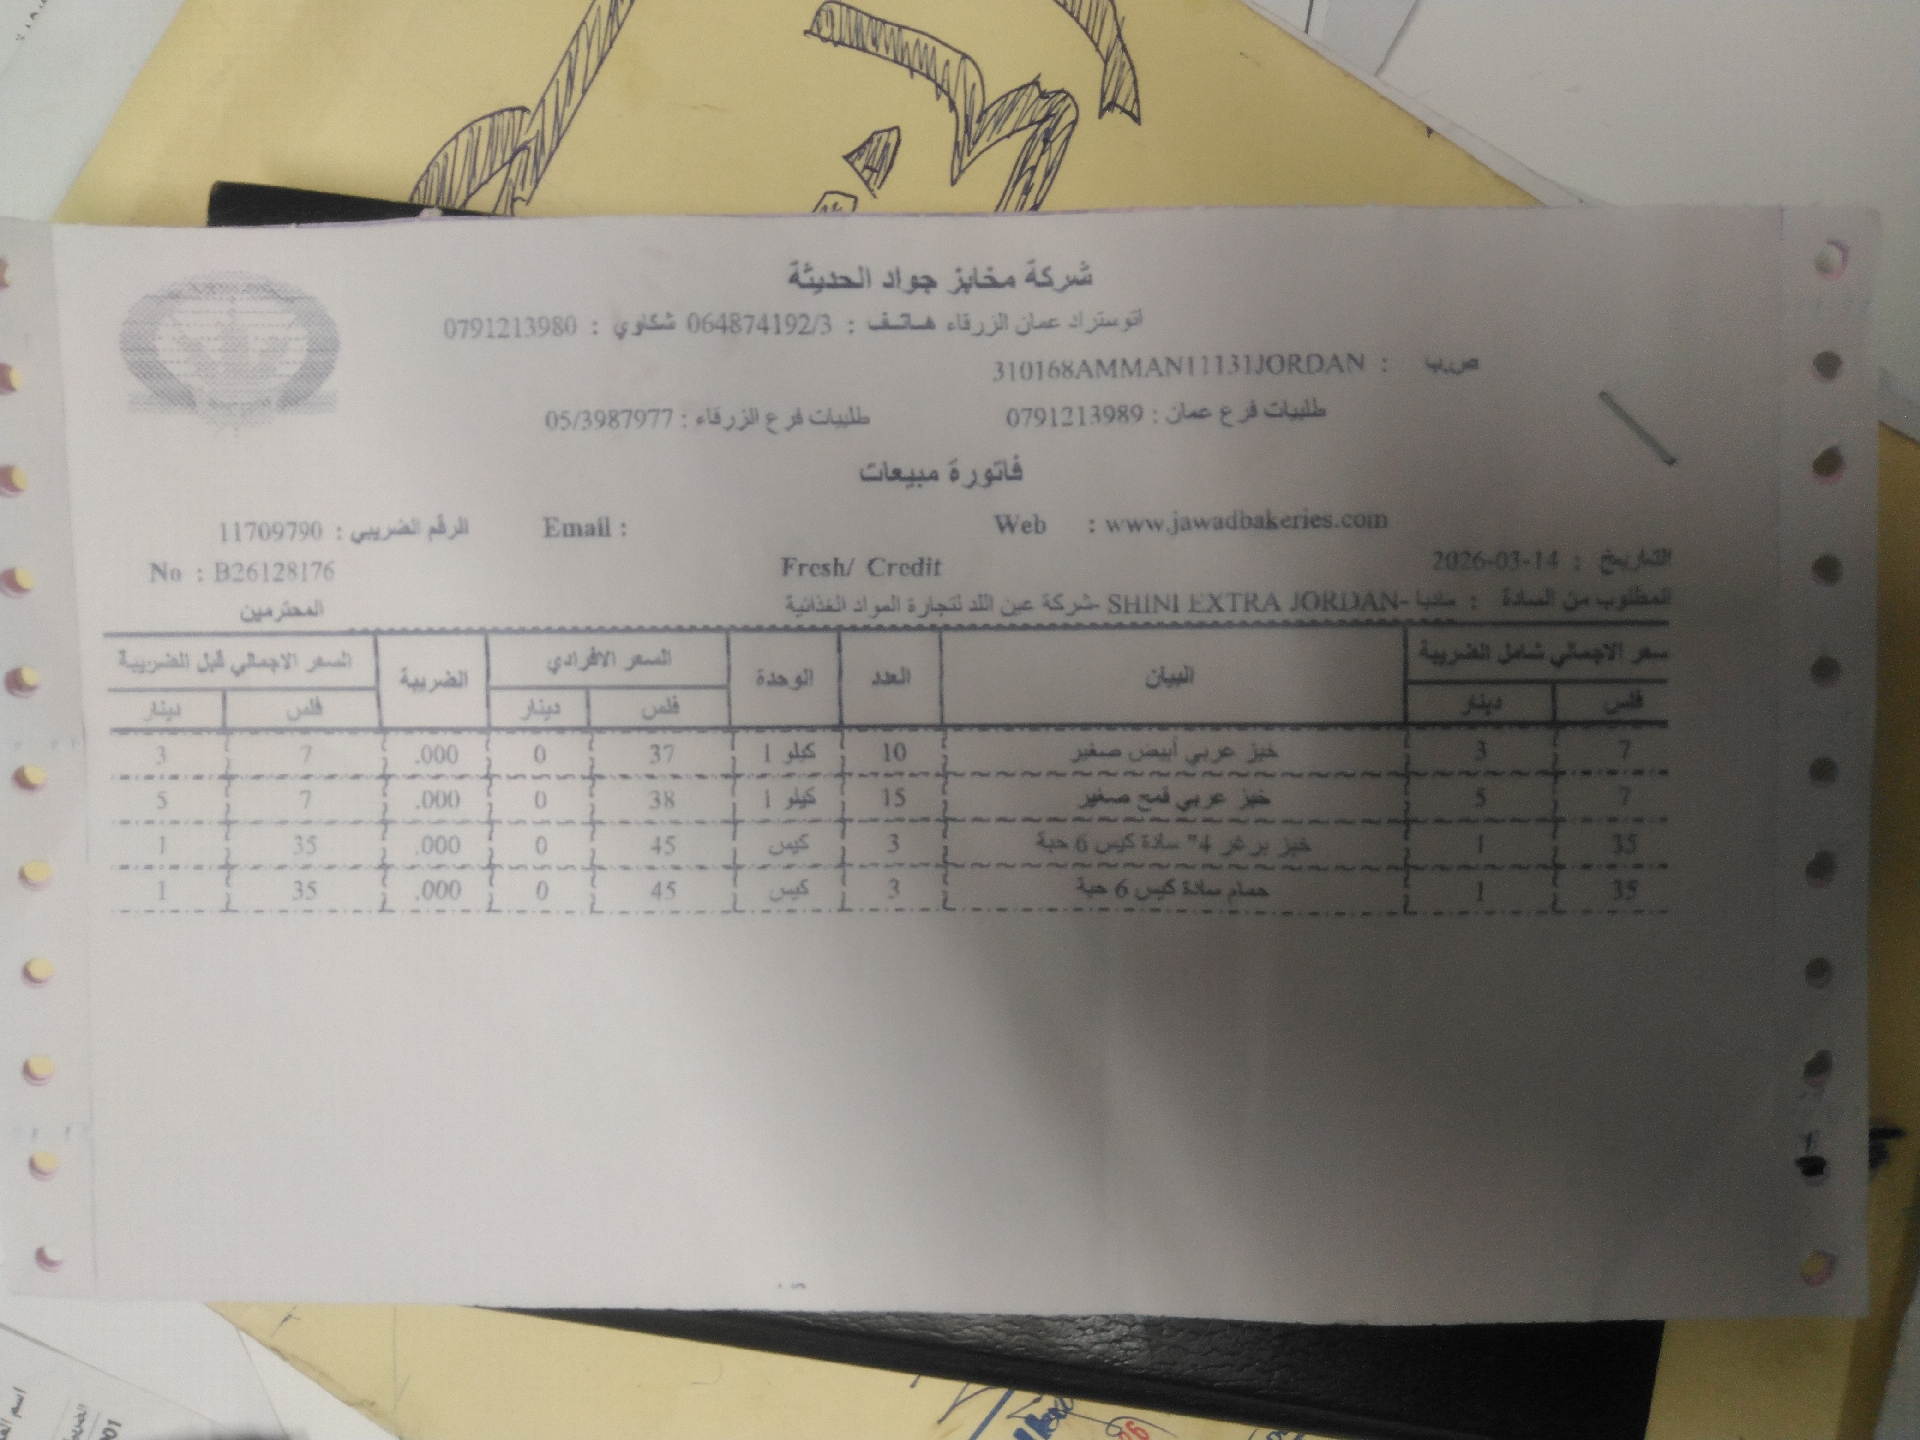 شركة مخابز جواد الحديثة
اتوستراد عمان الزرقاء هاتف : 064874192/3 شكاوي : 0791213980
ص.ب : 310168AMMAN11131JORDAN
طلبيات فرع عمان : 0791213989 طلبيات فرع الزرقاء : 05/3987977
فاتورة مبيعات
Web : www.jawadbakeries.com Email : الرقم الضريبي : 11709790
التاريخ : 2026-03-14 Fresh/ Credit No : B26128176
المطلوب من السادة : سادبا -SHINI EXTRA JORDAN -شركة عين اللد لتجارة المواد الغذائية المحترمين
سعر الاجمالي شامل الضريبة البيان العدد الوحدة السعر الافرادي الضريبة السعر الاجمالي قبل الضريبة
فلس دينار فلس دينار فلس دينار
7 3 خبز عربي أبيض صغير 10 كيلو 1 37 0 .000 7 3
7 5 خبز عربي قمح صغير 15 كيلو 1 38 0 .000 7 5
35 1 خبز برغر 4" سادة كيس 6 حبة 3 كيس 45 0 .000 35 1
35 1 حمام سادة كيس 6 حبة 3 كيس 45 0 .000 35 1